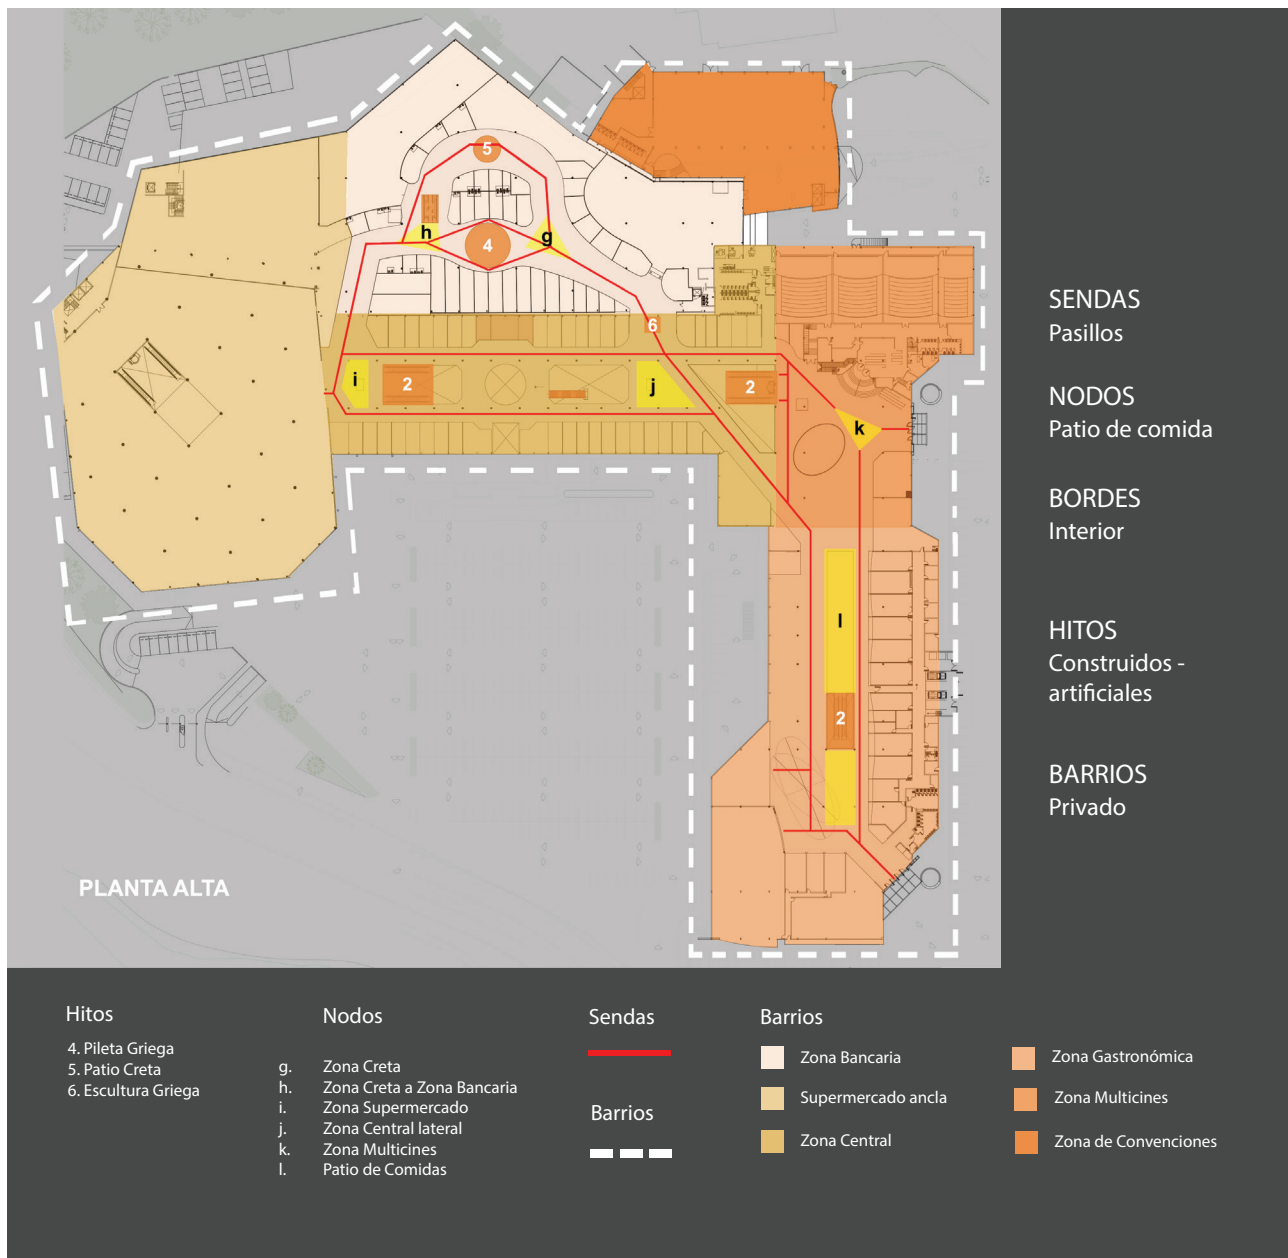 5
h
4
g
6
i
2
j
2
k
l
2
PLANTA ALTA
SENDAS
Pasillos
NODOS
Patio de comida
BORDES
Interior
HITOS
Construidos -
artificiales
BARRIOS
Privado
Hitos
4. Pileta Griega
5. Patio Creta
6. Escultura Griega
Nodos
g. Zona Creta
h. Zona Creta a Zona Bancaria
i. Zona Supermercado
j. Zona Central lateral
k. Zona Multicines
l. Patio de Comidas
Sendas
Barrios
Barrios
Zona Bancaria
Supermercado ancla
Zona Central
Zona Gastronómica
Zona Multicines
Zona de Convenciones